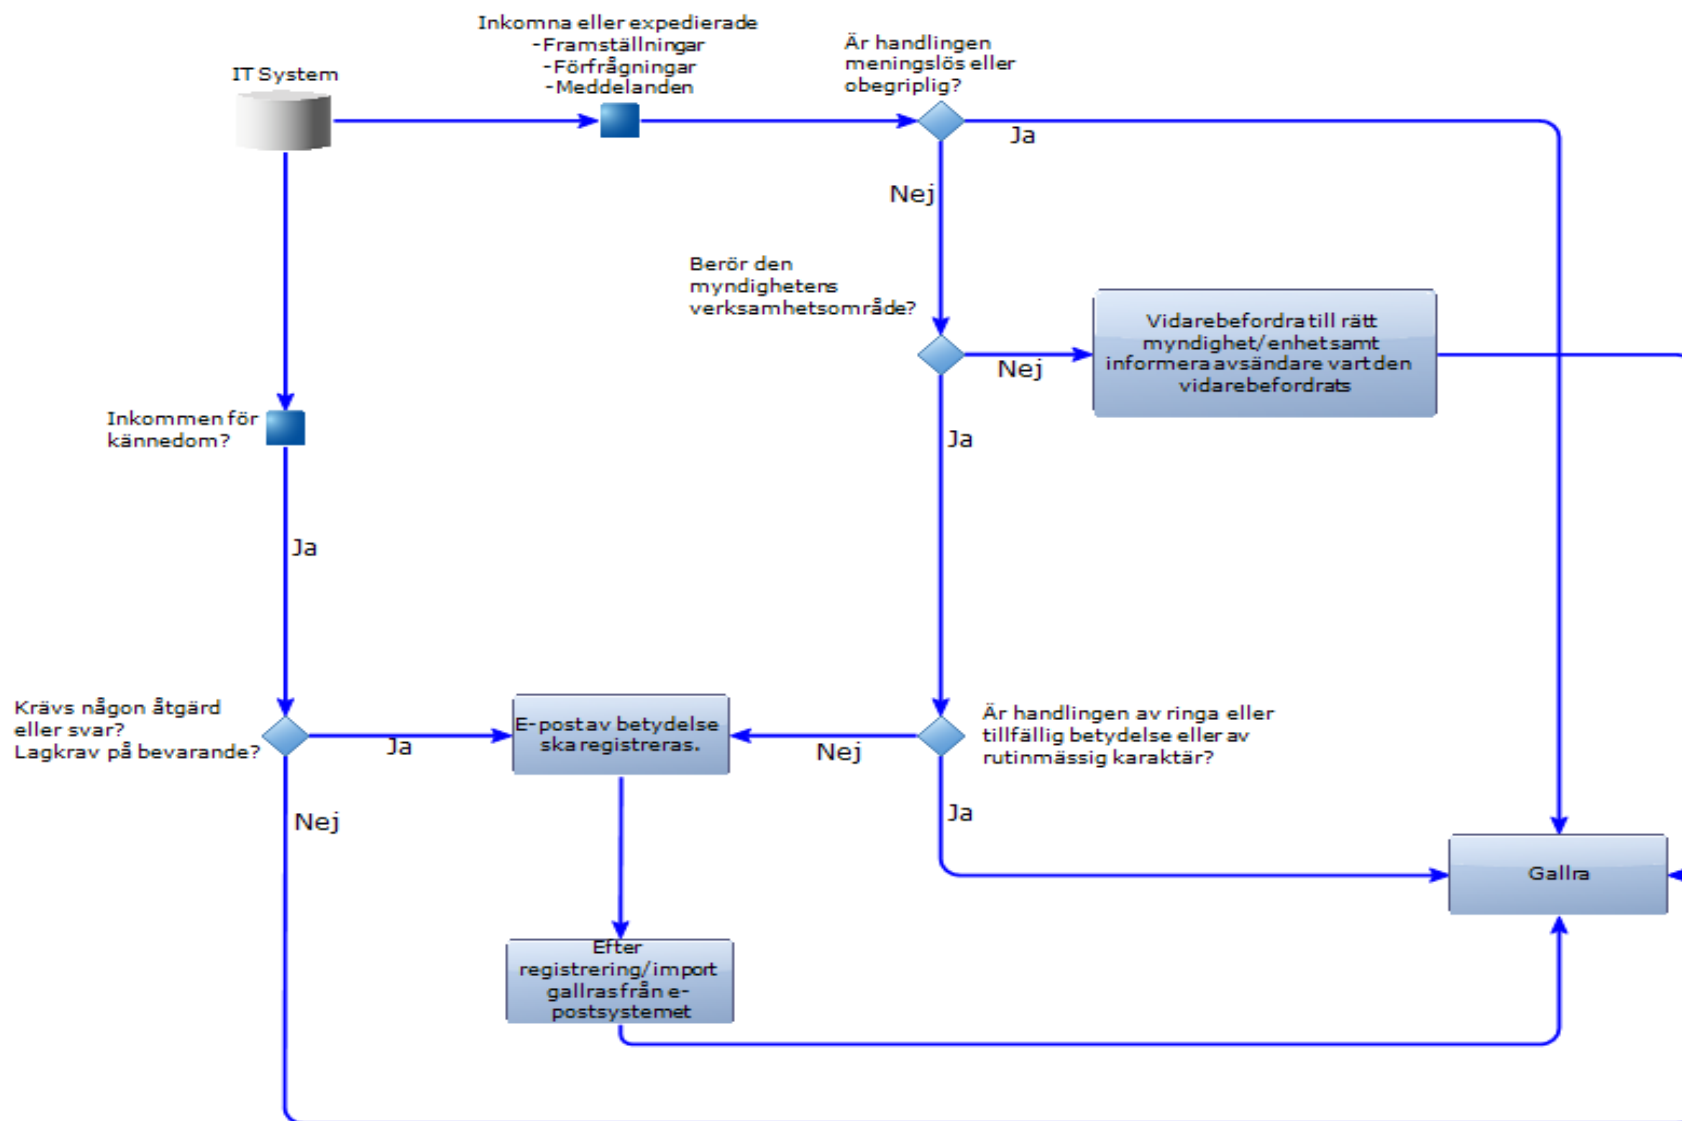 Inkomna eller expedierade
-Framställningar
-Förfrågningar
-Meddelanden
IT System
Är handlingen
meningslös eller
obegriplig?
Ja
Nej
Berör den
myndighetens
verksamhetsområde?
Nej
Vidarebefordra till rätt
myndighet/enhet samt
informera avsändare vart den
vidarebefordrats
Ja
Inkommen för
kännedom?
Ja
Krävs någon åtgärd
eller svar?
Lagkrav på bevarande?
Ja
Nej
E-post av betydelse
ska registreras.
Nej
Är handlingen av ringa eller
tillfällig betydelse eller av
rutinmässig karaktär?
Ja
Gallra
Efter
registrering/import
gallras från e-
postsystemet